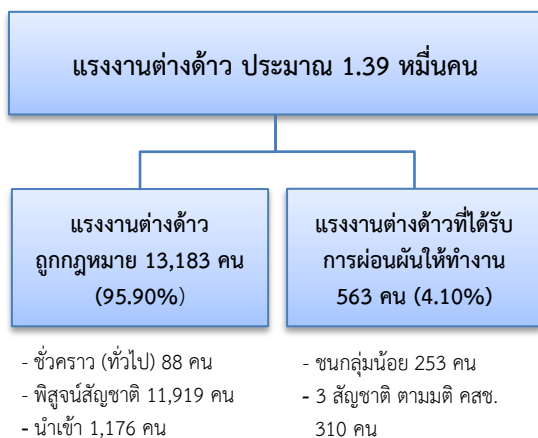 แรงงานต่างด้าว ประมาณ 1.39 หมื่นคน
แรงงานต่างด้าว
ถูกกฎหมาย 13,183 คน
(95.90%)
- ชั่วคราว (ทั่วไป) 88 คน
- พิสูจน์สัญชาติ 11,919 คน
- นำเข้า 1,176 คน
แรงงานต่างด้าวที่ได้รับ
การผ่อนผันให้ทำงาน
563 คน (4.10%)
- ชนกลุ่มน้อย 253 คน
- 3 สัญชาติ ตามมติ คสช.
310 คน